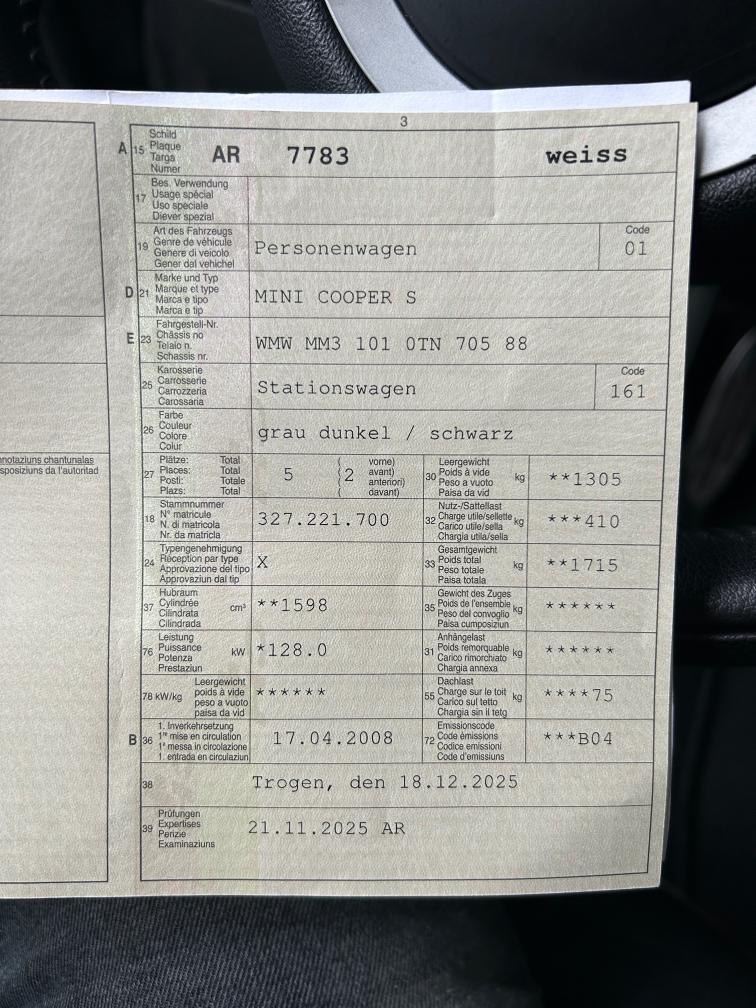 3
A 15 Schild
Plaque
Targa
Numer
AR 7783 weiss
17 Bes. Verwendung
Usage spécial
Uso speciale
Diever spezial
19 Art des Fahrzeugs
Genre de véhicule
Genere di veicolo
Gener dal vehichel
Personenwagen
Code
01
D 21 Marke und Typ
Marque et type
Marca e tipo
Marca e tip
MINI COOPER S
E 23 Fahrgestell-Nr.
Châssis no
Telaio n.
Schassis nr.
WMW MM3 101 0TN 705 88
25 Karosserie
Carrosserie
Carrozzeria
Carossaria
Stationswagen
Code
161
26 Farbe
Couleur
Colore
Colur
grau dunkel / schwarz
notaziuns chantunalas
sposiziuns da l'autoritad
27 Plätze: Total
Places: Total
Posti: Totale
Plazs: Total
5 ( 2 vorne)
( avant)
( anteriori)
( davant)
30 Leergewicht
Poids à vide kg
Peso a vuoto
Paisa da vid
**1305
18 Stammnummer
N° matricule
N. di matricola
Nr. da matricla
327.221.700
32 Nutz-/Sattellast
Charge utile/sellette kg
Carico utile/sella
Chargia utila/sella
***410
24 Typengenehmigung
Réception par type
Approvazione del tipo
Approvaziun dal tip
X
33 Gesamtgewicht
Poids total kg
Peso totale
Paisa totala
**1715
37 Hubraum
Cylindrée cm³
Cilindrata
Cilindrada
**1598
35 Gewicht des Zuges
Poids de l'ensemble kg
Peso del convoglio
Paisa cumposiziun
******
76 Leistung
Puissance kW
Potenza
Prestaziun
*128.0
31 Anhängelast
Poids remorquable kg
Carico rimorchiato
Chargia annexa
******
78 kW/kg Leergewicht
poids à vide
peso a vuoto
paisa da vid
******
55 Dachlast
Charge sur le toit kg
Carico sul tetto
Chargia sin il tetg
****75
B 36 1. Inverkehrsetzung
1re mise en circulation
1a messa in circolazione
1. entrada en circulaziun
17.04.2008
72 Emissionscode
Code émissions
Codice emissioni
Code d'emissiuns
***B04
38 Trogen, den 18.12.2025
39 Prüfungen
Expertises
Perizie
Examinaziuns
21.11.2025 AR